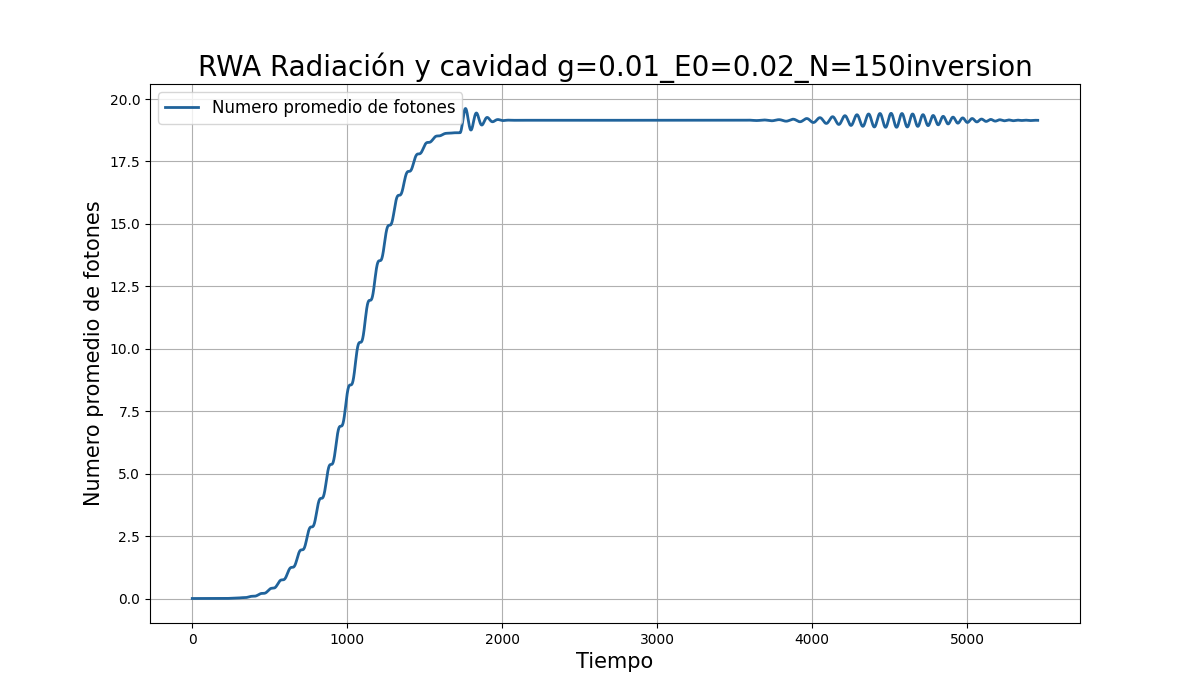 RWA Radiación y cavidad g=0.01_E0=0.02_N=150inversion
Numero promedio de fotones
20.0
17.5
15.0
12.5
10.0
7.5
5.0
2.5
0.0
Numero promedio de fotones
0 1000 2000 3000 4000 5000
Tiempo